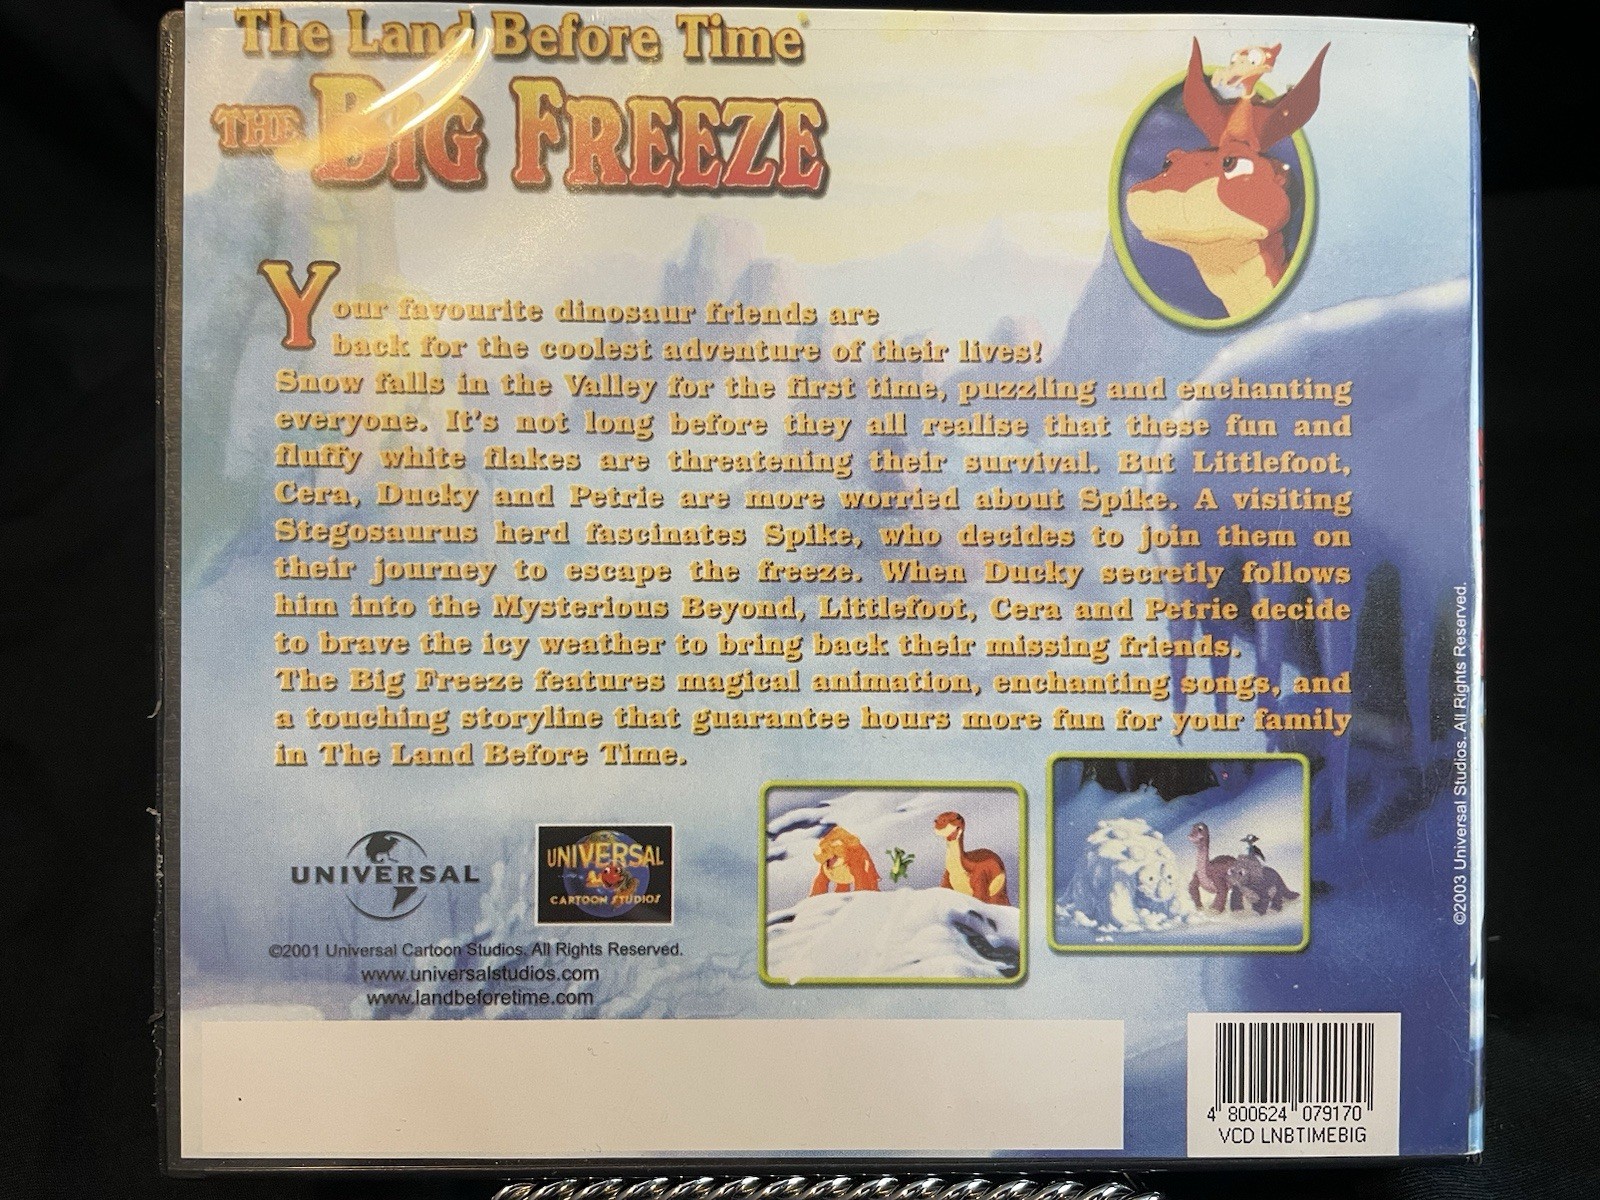 The Land Before Time
THE BIG FREEZE
Your favourite dinosaur friends are
back for the coolest adventure of their lives!
Snow falls in the Valley for the first time, puzzling and enchanting
everyone. It's not long before they all realise that these fun and
fluffy white flakes are threatening their survival. But Littlefoot,
Cera, Ducky and Petrie are more worried about Spike. A visiting
Stegosaurus herd fascinates Spike, who decides to join them on
their journey to escape the freeze. When Ducky secretly follows
him into the Mysterious Beyond, Littlefoot, Cera and Petrie decide
to brave the icy weather to bring back their missing friends.
The Big Freeze features magical animation, enchanting songs, and
a touching storyline that guarantee hours more fun for your family
in The Land Before Time.
UNIVERSAL
UNIVERSAL
CARTOON STUDIOS
©2001 Universal Cartoon Studios. All Rights Reserved.
www.universalstudios.com
www.landbeforetime.com
©2003 Universal Studios. All Rights Reserved.
4 800624 079170
VCD LNBTIMEBIG